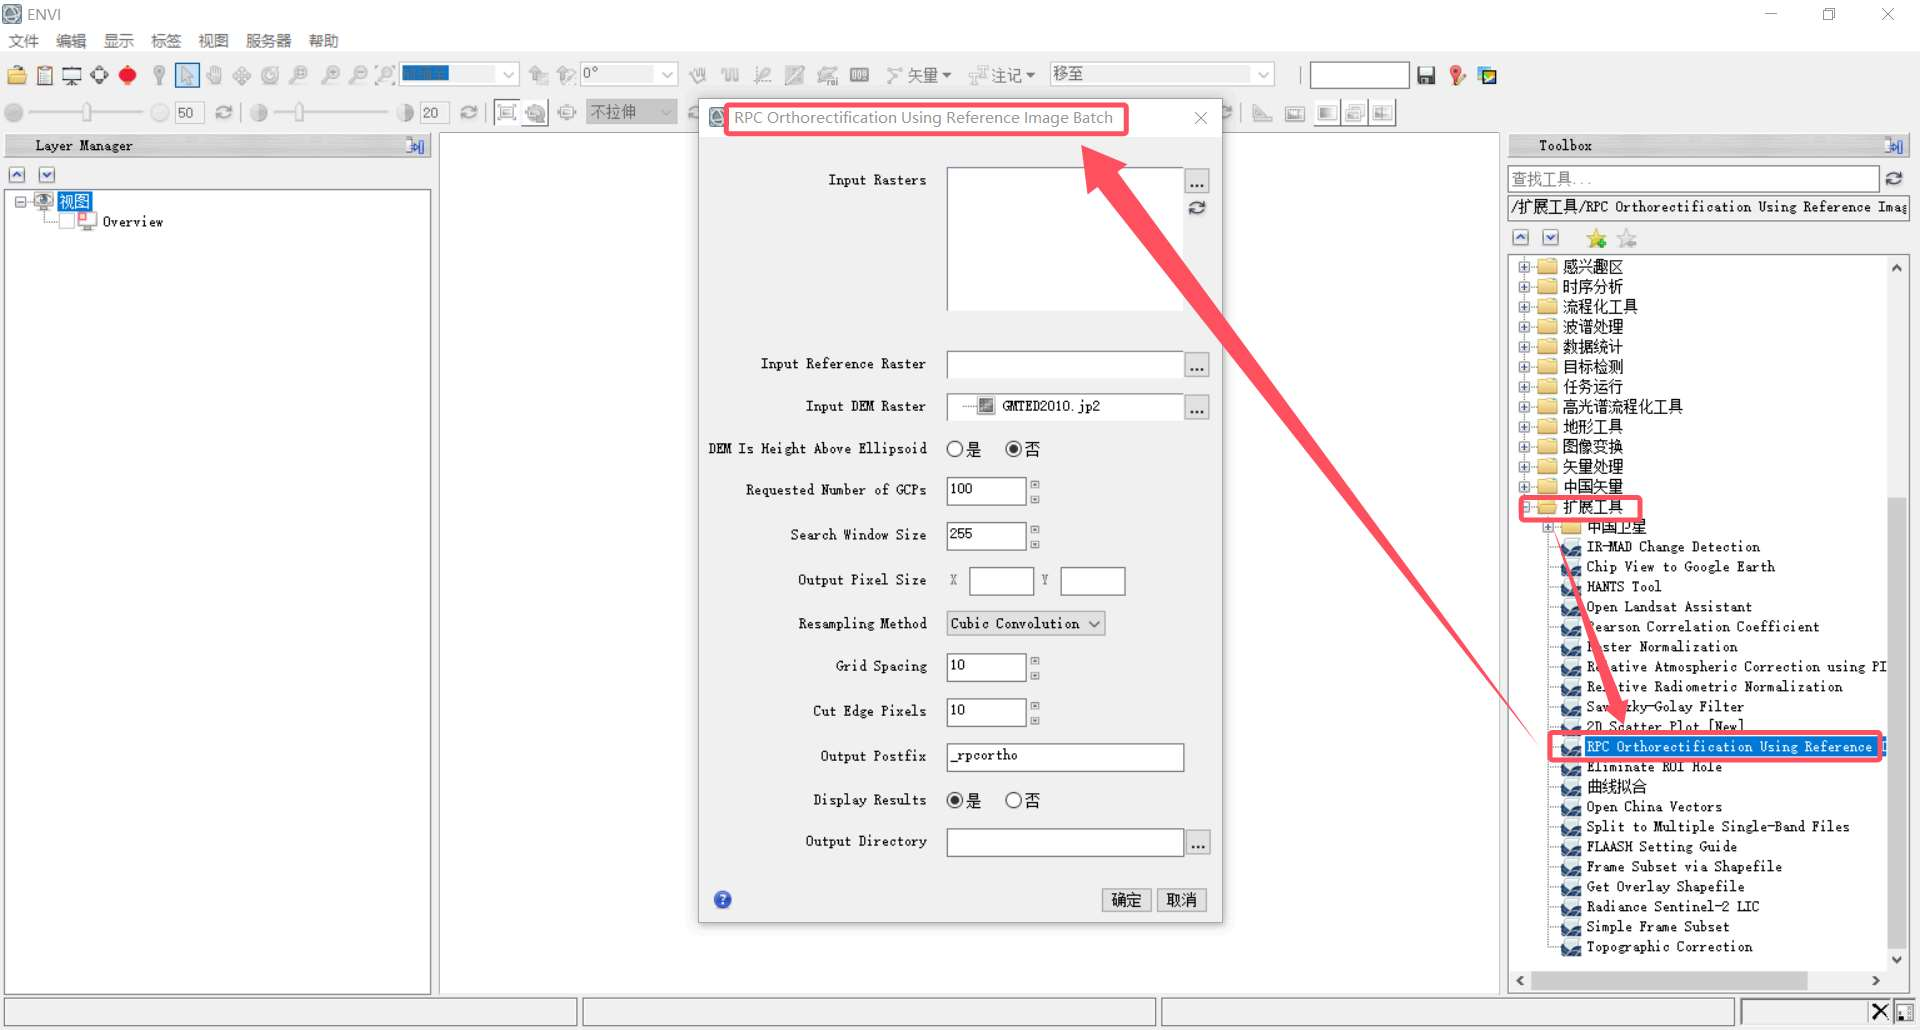 ENVI
文件 编辑 显示 标签 视图 服务器 帮助
0° 矢量 注记 移至
50 20 不拉伸
Layer Manager
视图
Overview
RPC Orthorectification Using Reference Image Batch
Input Rasters
...
Input Reference Raster
...
Input DEM Raster
GMTED2010.jp2
...
DEM Is Height Above Ellipsoid
是 否
Requested Number of GCPs
100
Search Window Size
255
Output Pixel Size
X Y
Resampling Method
Cubic Convolution
Grid Spacing
10
Cut Edge Pixels
10
Output Postfix
_rpcortho
Display Results
是 否
Output Directory
...
确定 取消
Toolbox
查找工具...
/扩展工具/RPC Orthorectification Using Reference Imag
感兴趣区
时序分析
流程化工具
波谱处理
数据统计
目标检测
任务运行
高光谱流程化工具
地形工具
图像变换
矢量处理
中国矢量
扩展工具
中国卫星
IR-MAD Change Detection
Chip View to Google Earth
HANTS Tool
Open Landsat Assistant
Pearson Correlation Coefficient
Raster Normalization
Relative Atmospheric Correction using PI
Relative Radiometric Normalization
Savitzky-Golay Filter
2D Scatter Plot [New]
RPC Orthorectification Using Reference I
Eliminate ROI Hole
曲线拟合
Open China Vectors
Split to Multiple Single-Band Files
FLAASH Setting Guide
Frame Subset via Shapefile
Get Overlay Shapefile
Radiance Sentinel-2 L1C
Simple Frame Subset
Topographic Correction